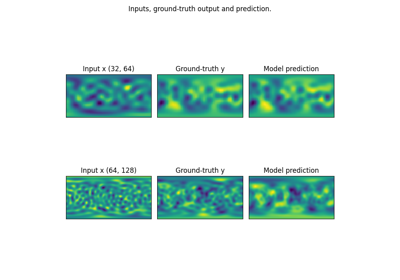 Inputs, ground-truth output and prediction.
Input x (32, 64) Ground-truth y Model prediction
Input x (64, 128) Ground-truth y Model prediction